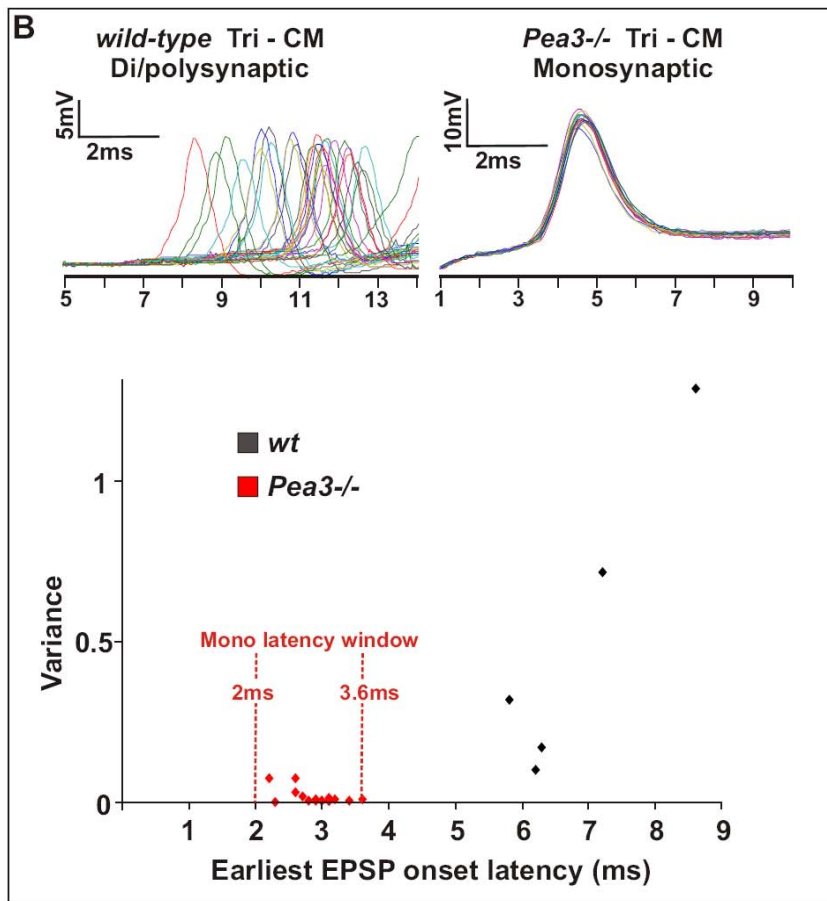 B
wild-type Tri - CM
Di/polysynaptic
Pea3-/- Tri - CM
Monosynaptic
5mV
2ms
10mV
2ms
5 7 9 11 13
1 3 5 7 9
wt
Pea3-/-
1
0.5
0
Variance
Mono latency window
2ms 3.6ms
1 2 3 4 5 6 7 8 9
Earliest EPSP onset latency (ms)